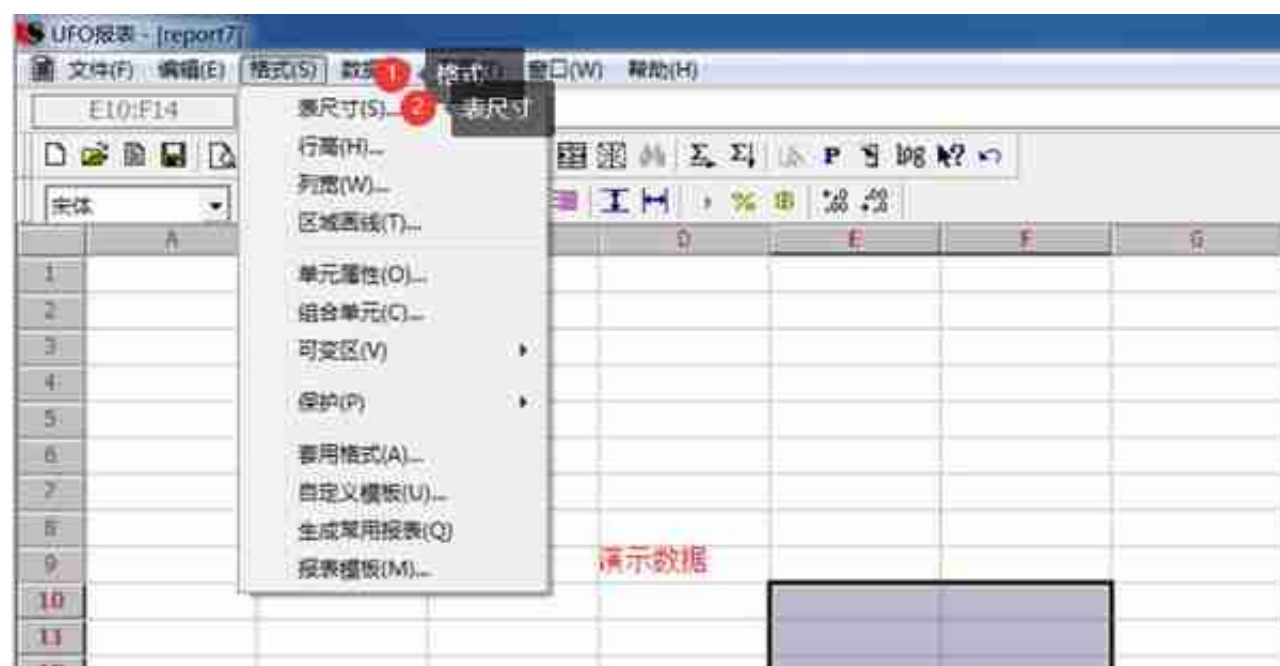 UFO报表 - [report7]
文件(F) 编辑(E) 格式(S) 数据 1 格式 窗口(W) 帮助(H)
E10:F14
表尺寸(S)... 2 表尺寸
行高(H)...
宋体
列宽(W)...
区域画线(T)...
A D E F G
单元属性(O)...
组合单元(C)...
可变区(V)
保护(P)
套用格式(A)...
自定义模板(U)...
生成常用报表(Q)
报表模板(M)...
演示数据
1
2
3
4
5
6
7
8
9
10
11